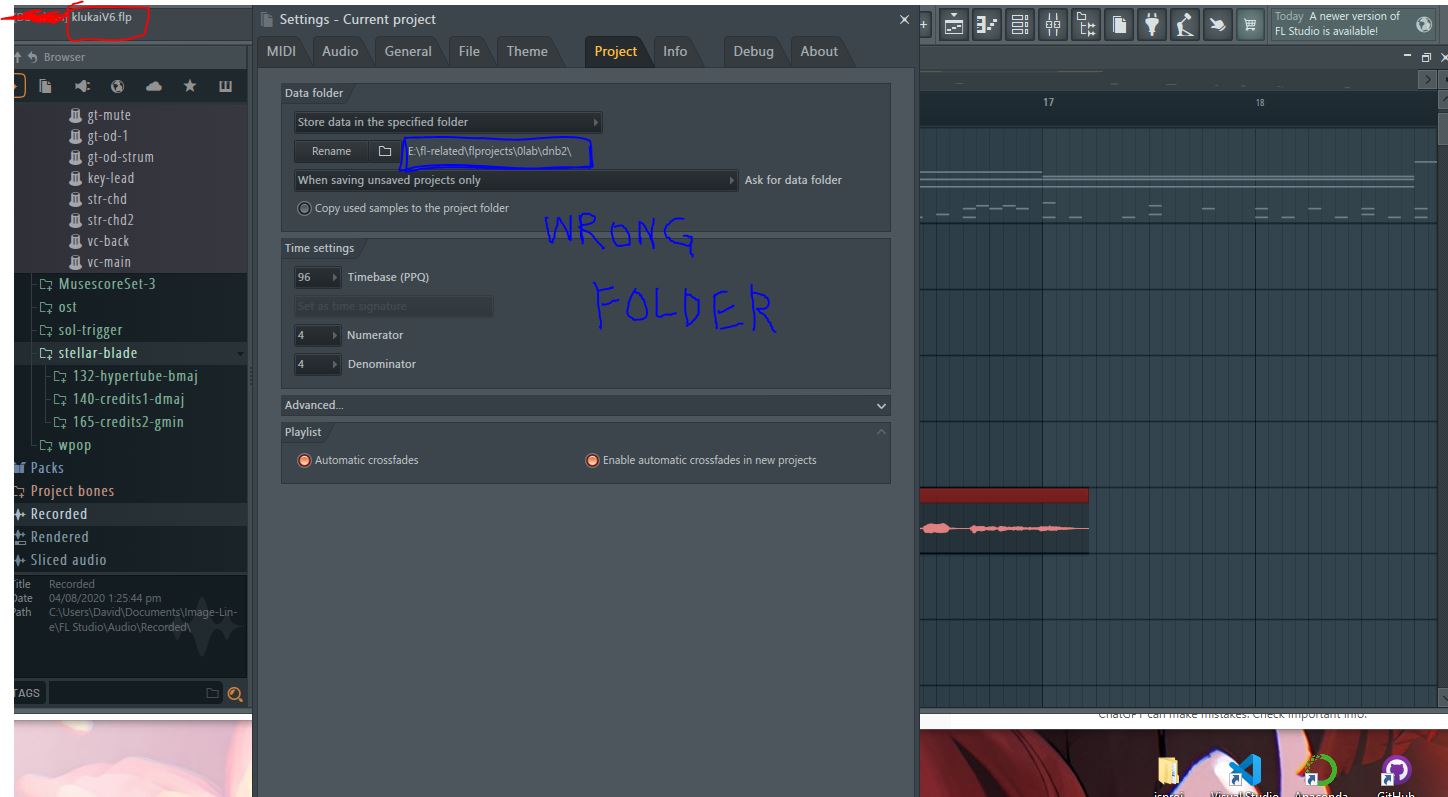 klukaiV6.flp
Settings - Current project
Today A newer version of
FL Studio is available!
Browser
MIDI Audio General File Theme Project Info Debug About
gt-mute
gt-od-1
gt-od-strum
key-lead
str-chd
str-chd2
vc-back
vc-main
MusescoreSet-3
ost
sol-trigger
stellar-blade
132-hypertube-bmaj
140-credits1-dmaj
165-credits2-gmin
wpop
Packs
Project bones
Recorded
Rendered
Sliced audio
Title Recorded
Date 04/08/2020 1:25:44 pm
Path C:\Users\David\Documents\Image-Lin-
e\FL Studio\Audio\Recorded\
TAGS
Data folder
Store data in the specified folder
Rename E:\fl-related\flprojects\0lab\dnb2\
When saving unsaved projects only Ask for data folder
Copy used samples to the project folder
WRONG
FOLDER
Time settings
96 Timebase (PPQ)
Set as time signature
4 Numerator
4 Denominator
Advanced...
Playlist
Automatic crossfades Enable automatic crossfades in new projects
17 18
ChatGPT can make mistakes. Check important info.
isproj Visual Studio Anaconda GitHub